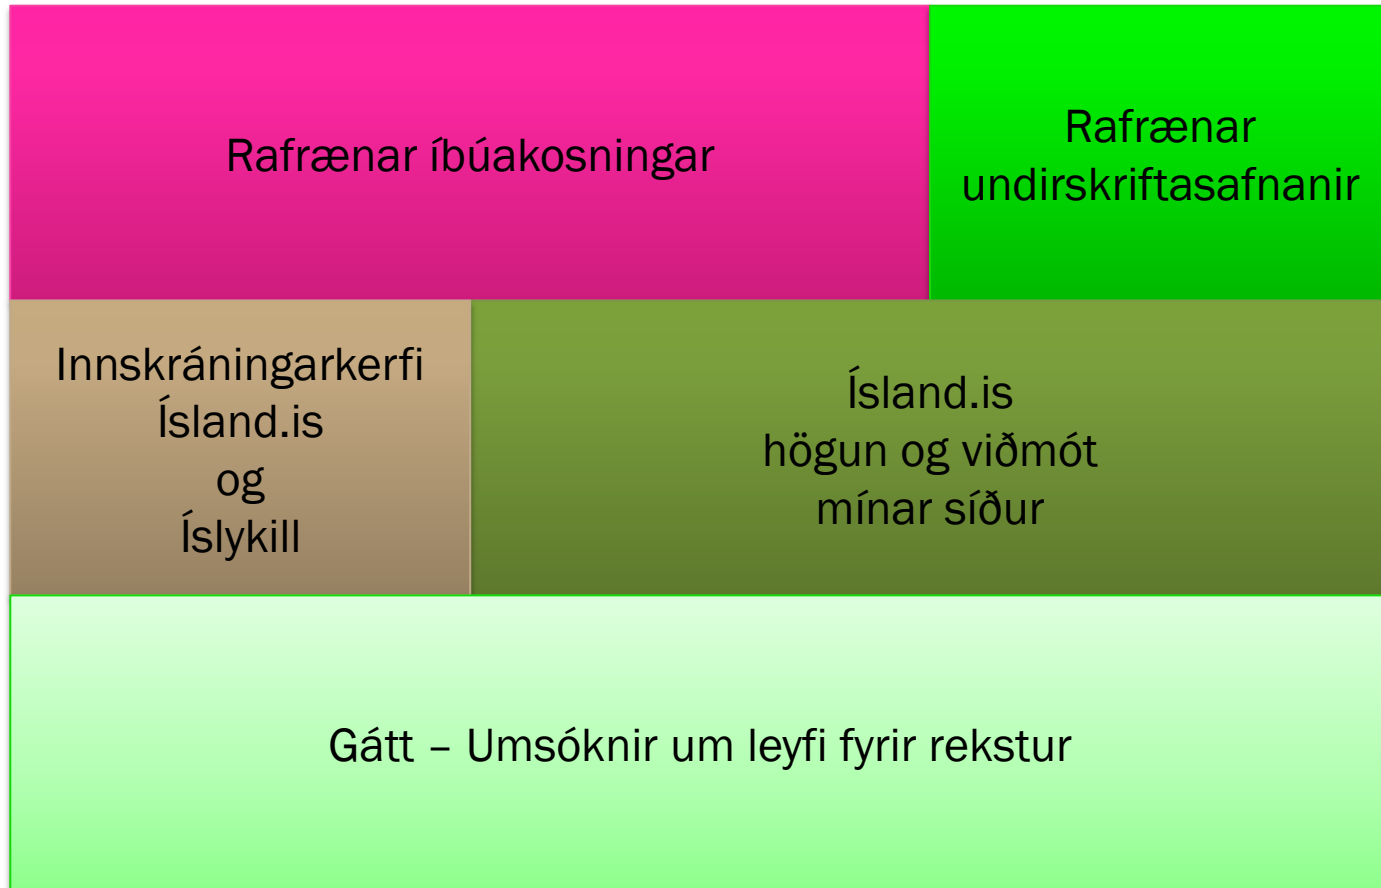 Rafrænar íbúakosningar
Rafrænar
undirskriftasafnanir
Innskráningarkerfi
Ísland.is
og
Íslykill
Ísland.is
högun og viðmót
mínar síður
Gátt – Umsóknir um leyfi fyrir rekstur